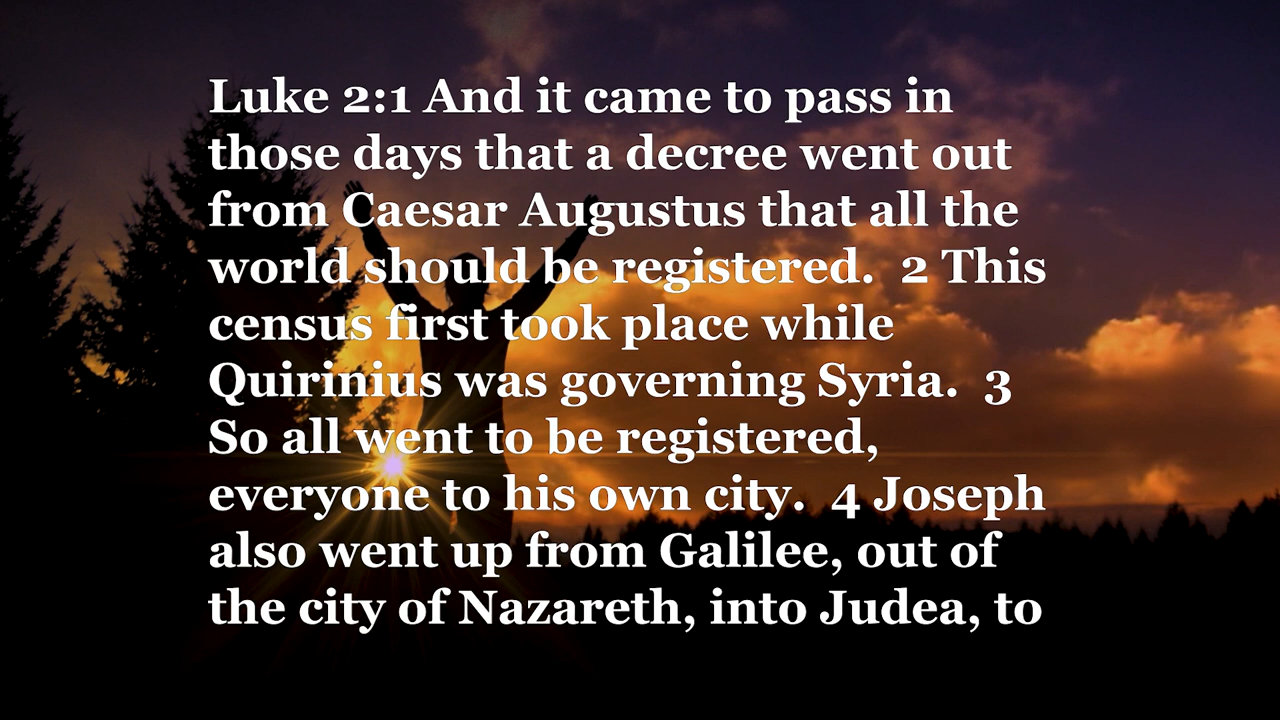 Luke 2:1 And it came to pass in
those days that a decree went out
from Caesar Augustus that all the
world should be registered.  2 This
census first took place while
Quirinius was governing Syria.  3
So all went to be registered,
everyone to his own city.  4 Joseph
also went up from Galilee, out of
the city of Nazareth, into Judea, to